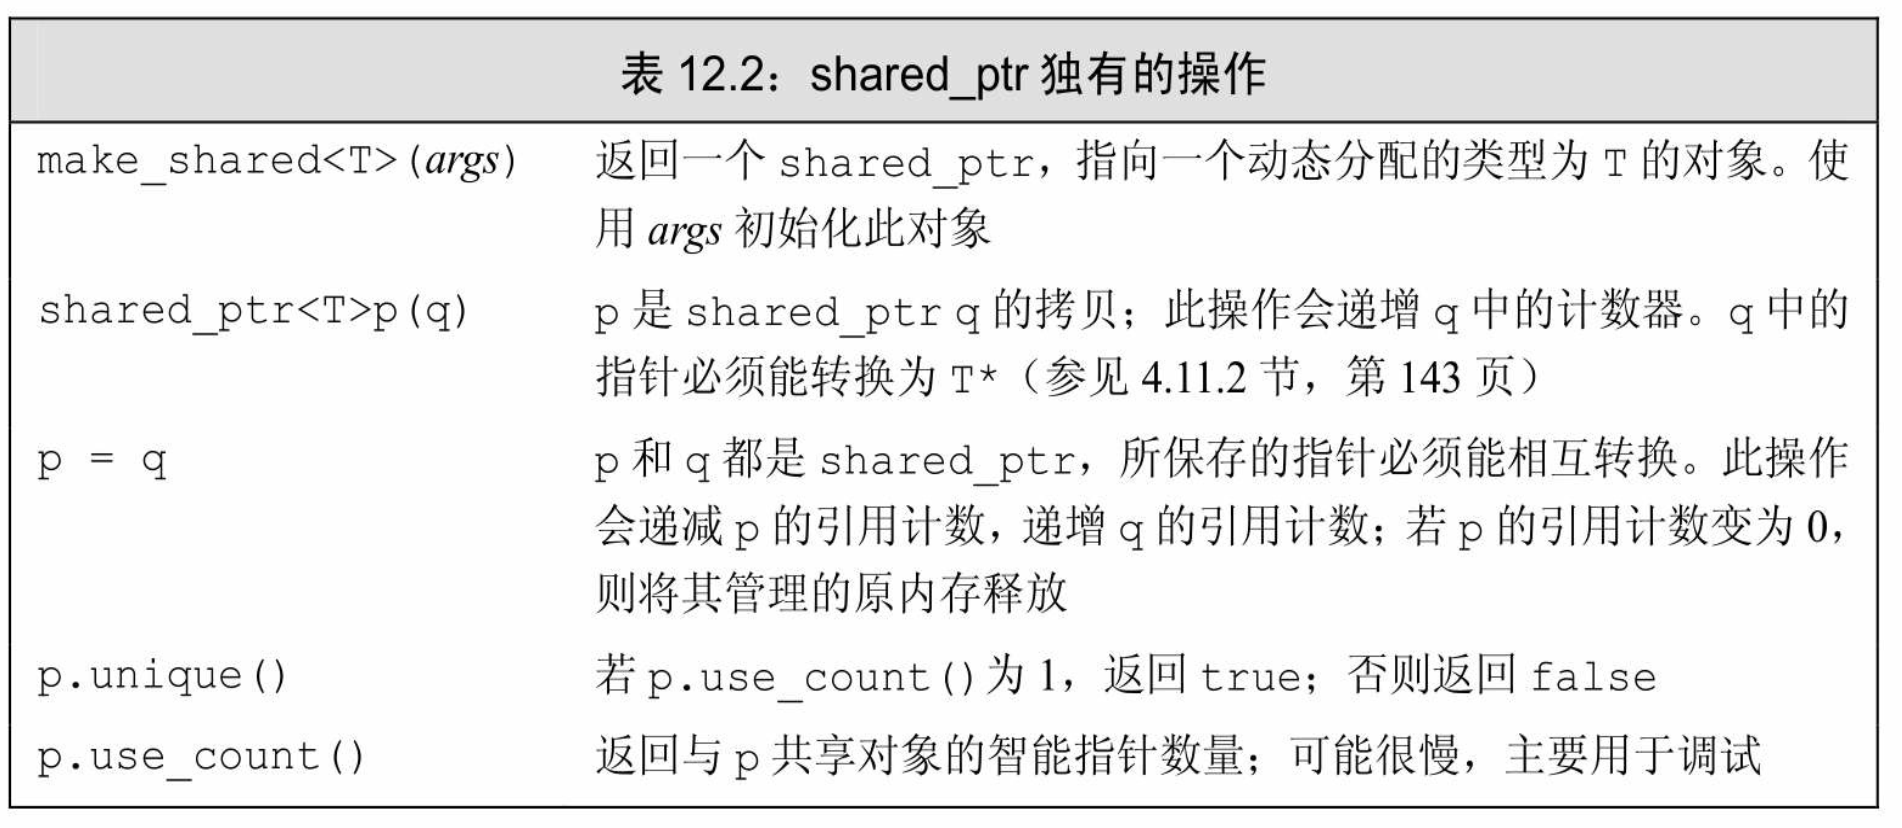 表 12.2：shared_ptr 独有的操作
make_shared<T>(args) 返回一个 shared_ptr，指向一个动态分配的类型为 T 的对象。使
用 args 初始化此对象
shared_ptr<T>p(q) p 是 shared_ptr q 的拷贝；此操作会递增 q 中的计数器。q 中的
指针必须能转换为 T*（参见 4.11.2 节，第 143 页）
p = q p 和 q 都是 shared_ptr，所保存的指针必须能相互转换。此操作
会递减 p 的引用计数，递增 q 的引用计数；若 p 的引用计数变为 0，
则将其管理的原内存释放
p.unique() 若 p.use_count() 为 1，返回 true；否则返回 false
p.use_count() 返回与 p 共享对象的智能指针数量；可能很慢，主要用于调试